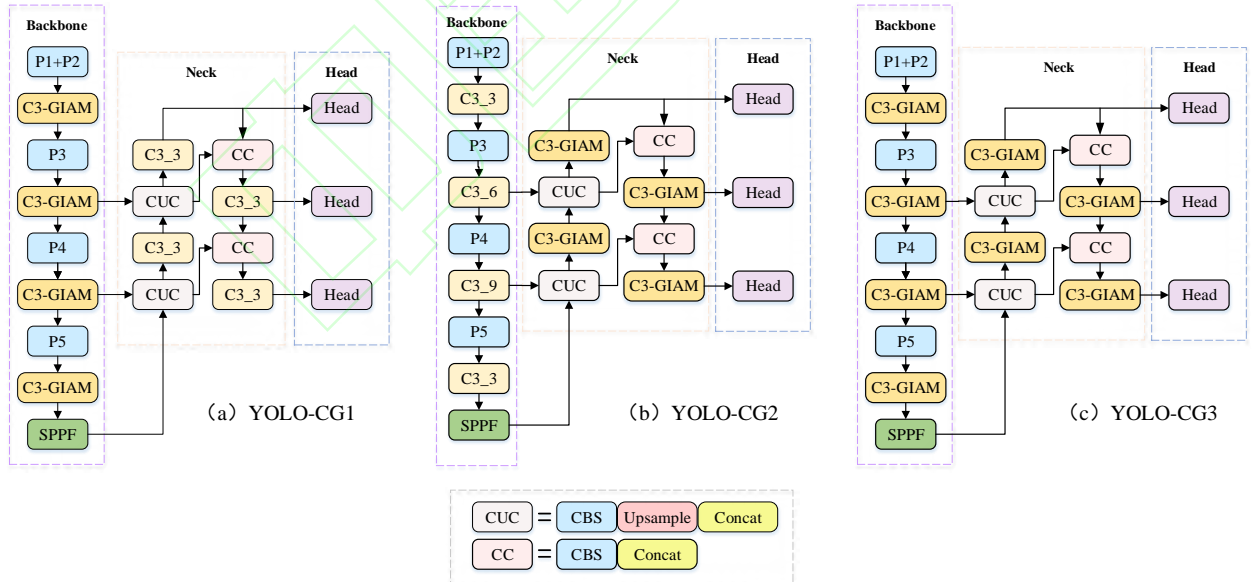 Backbone
P1+P2
C3-GIAM
P3
C3-GIAM
P4
C3-GIAM
P5
C3-GIAM
SPPF
Neck
C3_3
CC
CUC
C3_3
C3_3
CC
CUC
C3_3
Head
Head
Head
Head
（a）YOLO-CG1
Backbone
P1+P2
C3_3
P3
C3_6
P4
C3_9
P5
C3_3
SPPF
Neck
C3-GIAM
CC
CUC
C3-GIAM
C3-GIAM
CC
CUC
C3-GIAM
Head
Head
Head
Head
（b）YOLO-CG2
Backbone
P1+P2
C3-GIAM
P3
C3-GIAM
P4
C3-GIAM
P5
C3-GIAM
SPPF
Neck
C3-GIAM
CC
CUC
C3-GIAM
C3-GIAM
CC
CUC
C3-GIAM
Head
Head
Head
Head
（c）YOLO-CG3
CUC = CBS Upsample Concat
CC = CBS Concat